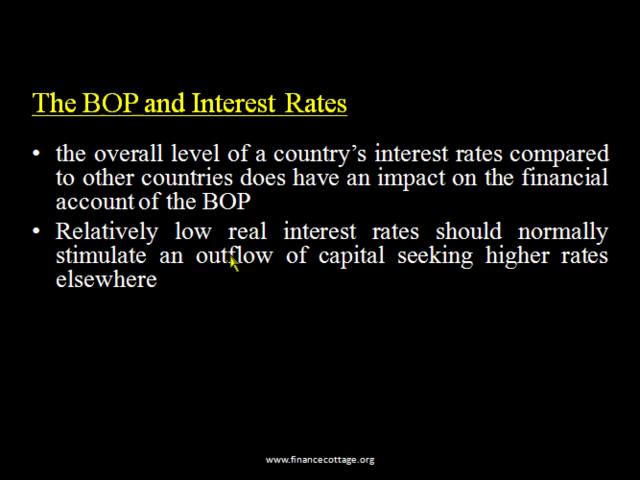 The BOP and Interest Rates
• the overall level of a country’s interest rates compared
to other countries does have an impact on the financial
account of the BOP
• Relatively low real interest rates should normally
stimulate an outflow of capital seeking higher rates
elsewhere
www.financecottage.org